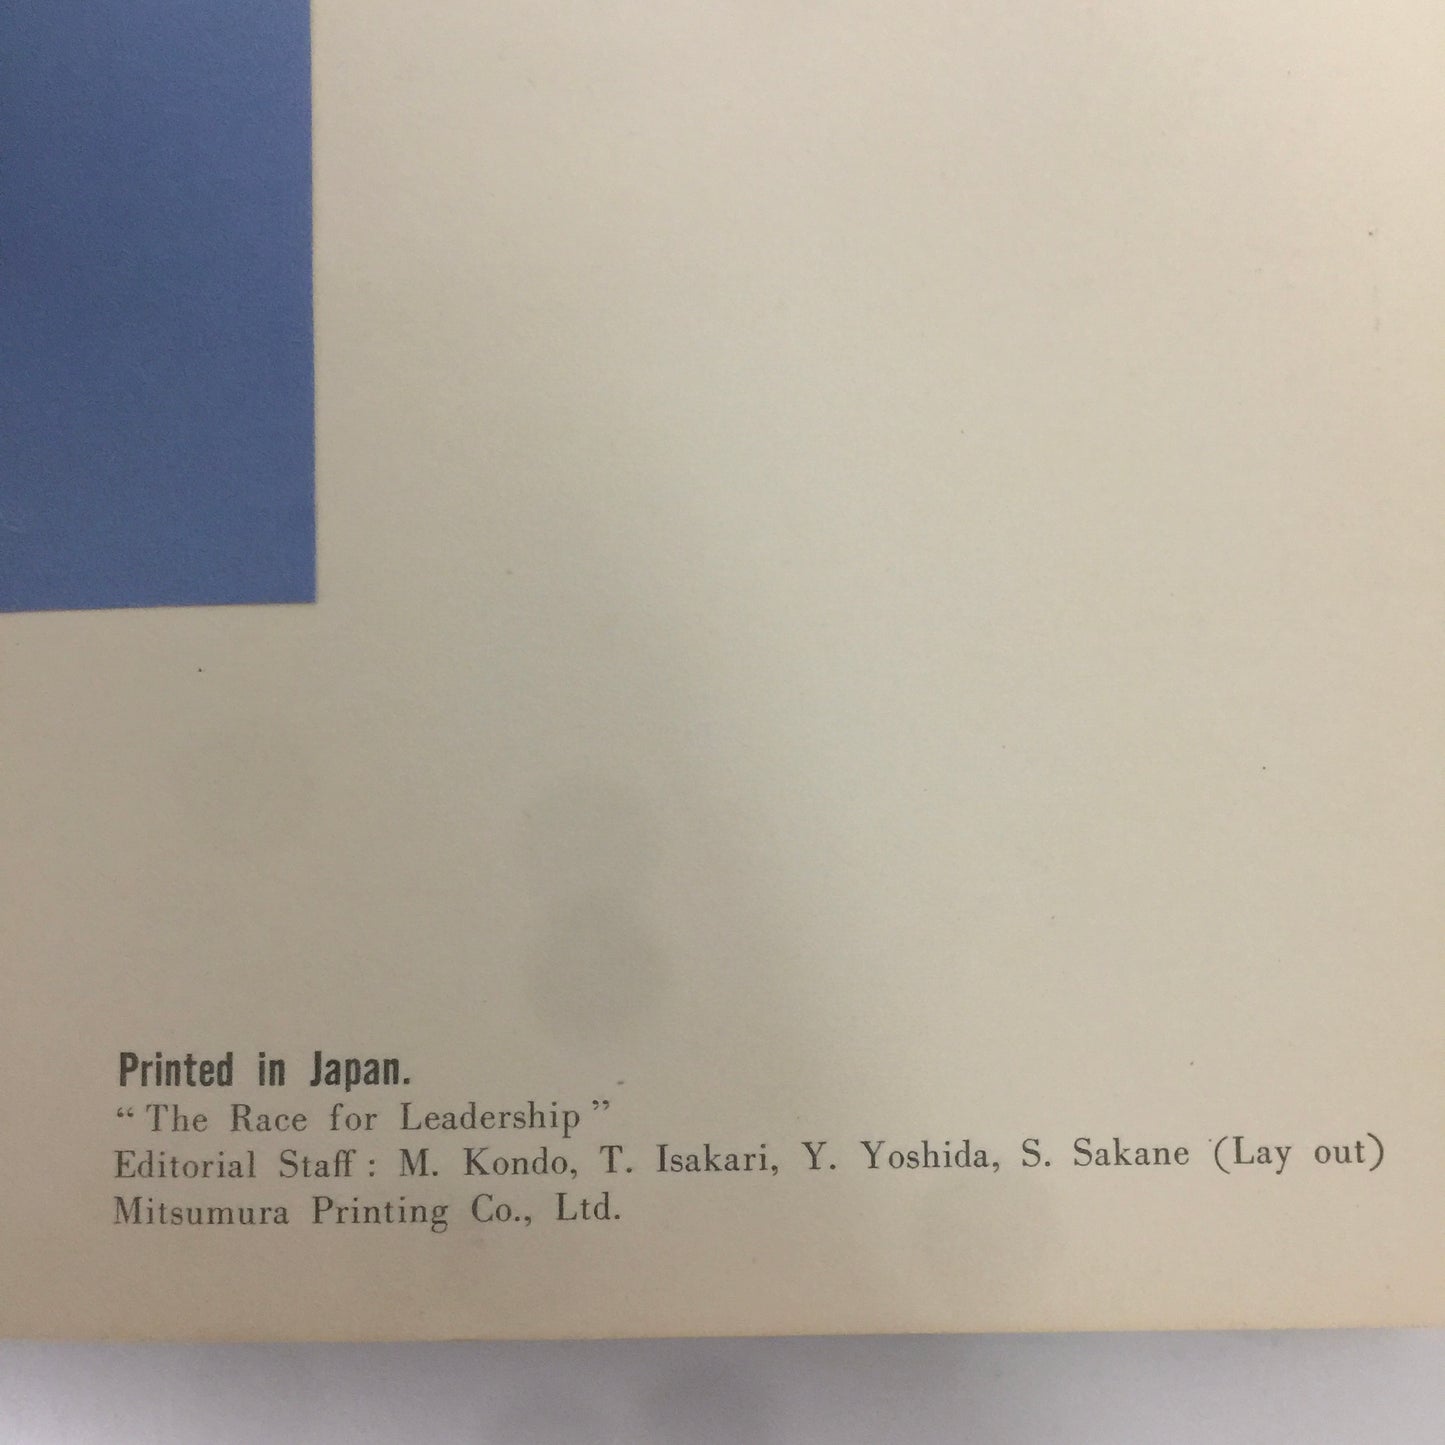 Printed in Japan.
“The Race for Leadership”
Editorial Staff : M. Kondo, T. Isakari, Y. Yoshida, S. Sakane (Lay out)
Mitsumura Printing Co., Ltd.